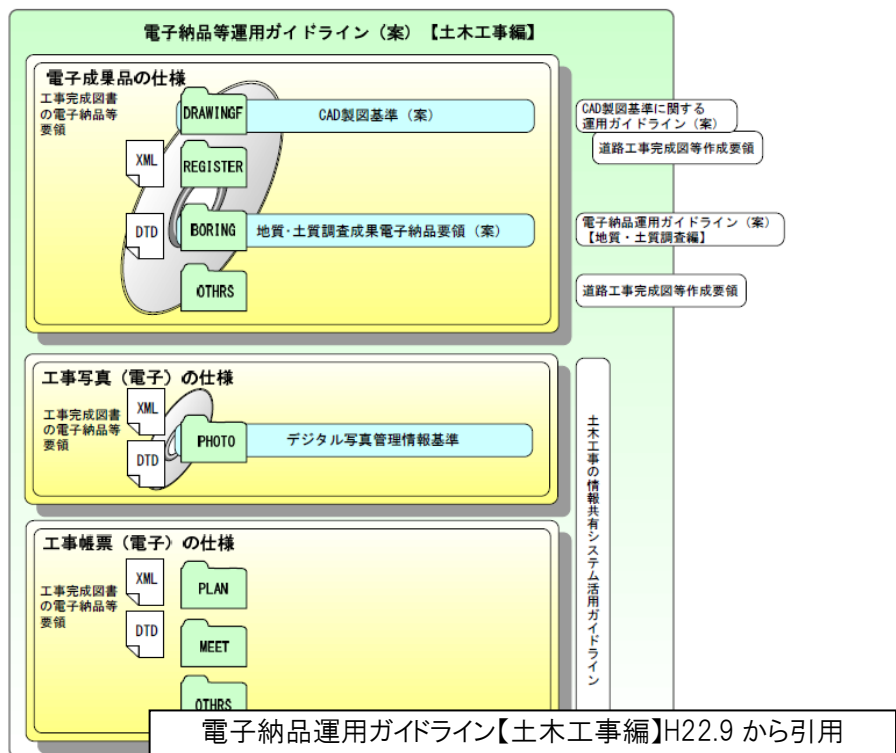 電子納品等運用ガイドライン（案）【土木工事編】
電子成果品の仕様
工事完成図書
の電子納品等
要領
DRAWINGF
CAD製図基準（案）
CAD製図基準に関する
運用ガイドライン（案）
道路工事完成図等作成要領
XML
REGISTER
DTD
BORING
地質・土質調査成果電子納品要領（案）
電子納品運用ガイドライン（案）
【地質・土質調査編】
OTHRS
道路工事完成図等作成要領
工事写真（電子）の仕様
工事完成図書
の電子納品等
要領
XML
DTD
PHOTO
デジタル写真管理情報基準
土木工事の情報共有システム活用ガイドライン
工事帳票（電子）の仕様
工事完成図書
の電子納品等
要領
XML
DTD
PLAN
MEET
OTHRS
電子納品運用ガイドライン【土木工事編】H22.9 から引用